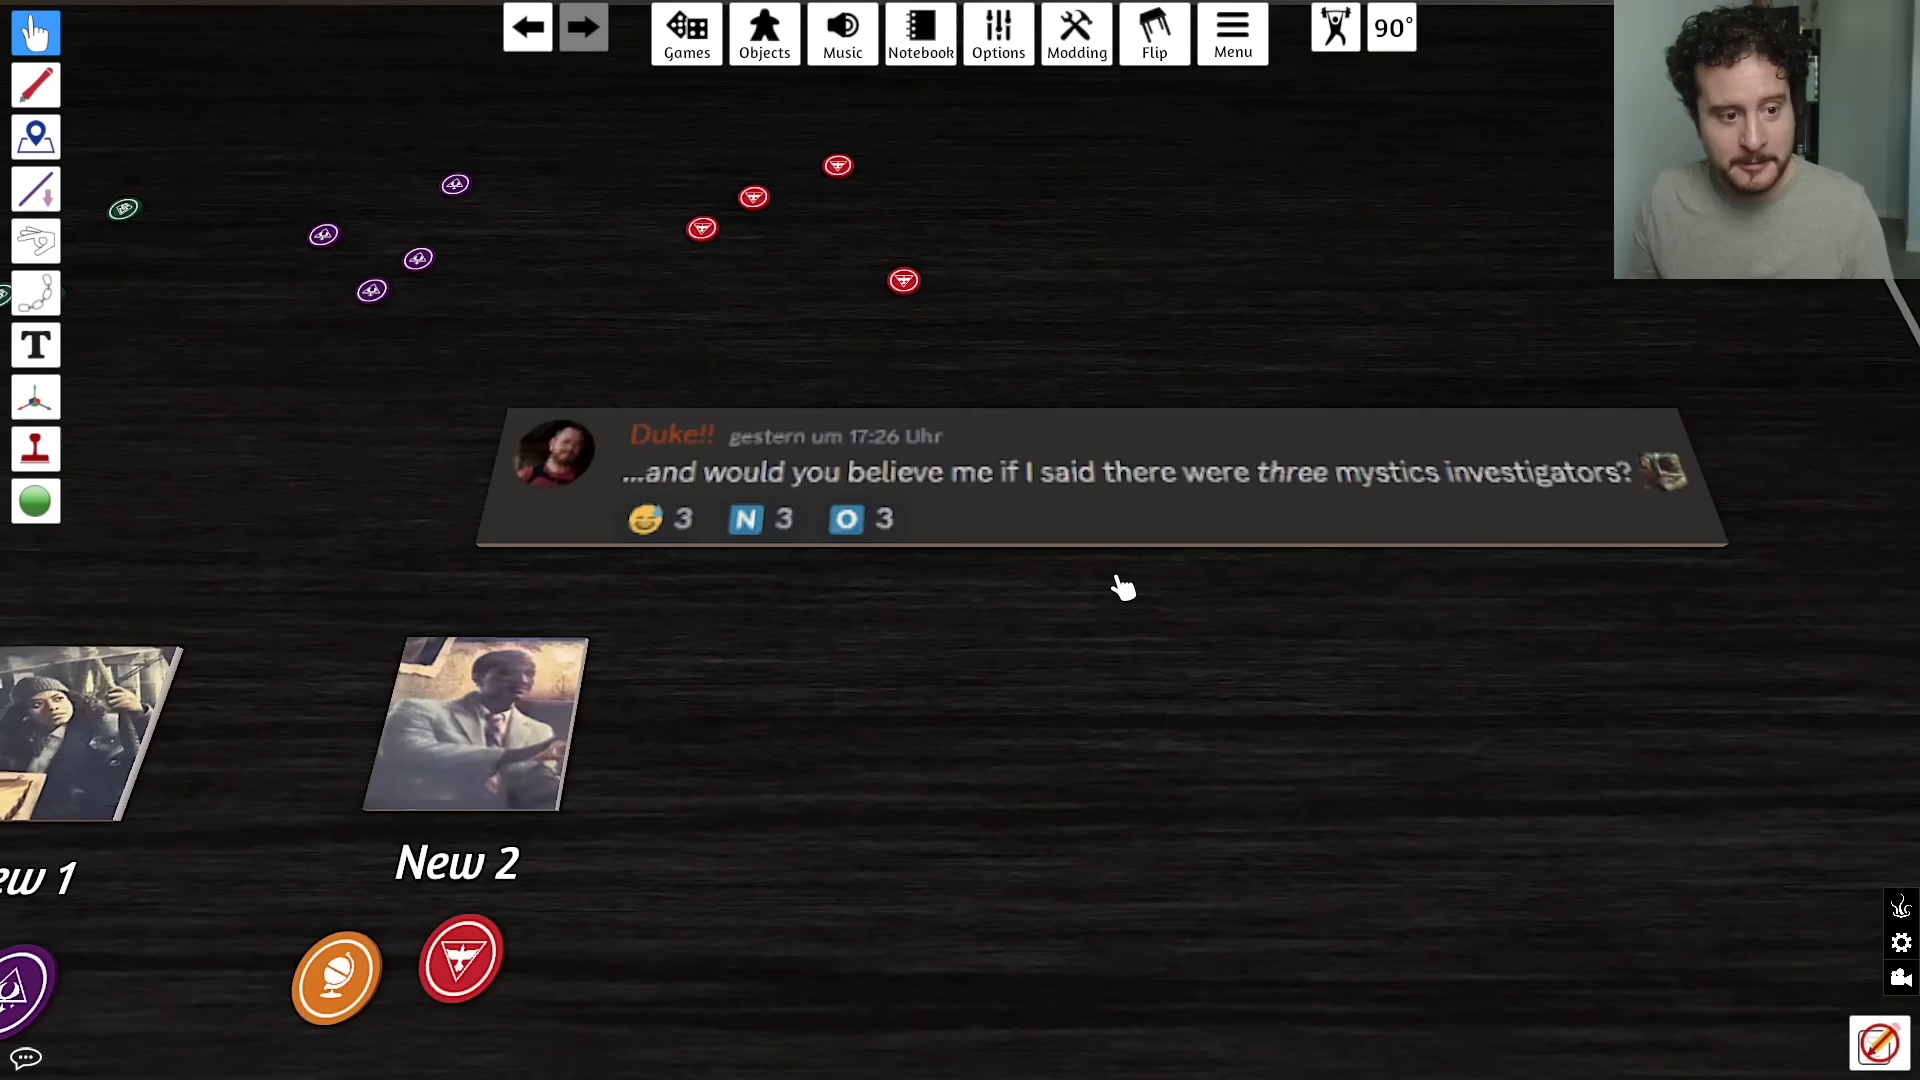 Games
Objects
Music
Notebook
Options
Modding
Flip
Menu
90°
T
Duke!! gestern um 17:26 Uhr
...and would you believe me if I said there were three mystics investigators?
3 N 3 O 3
New 2
ew 1